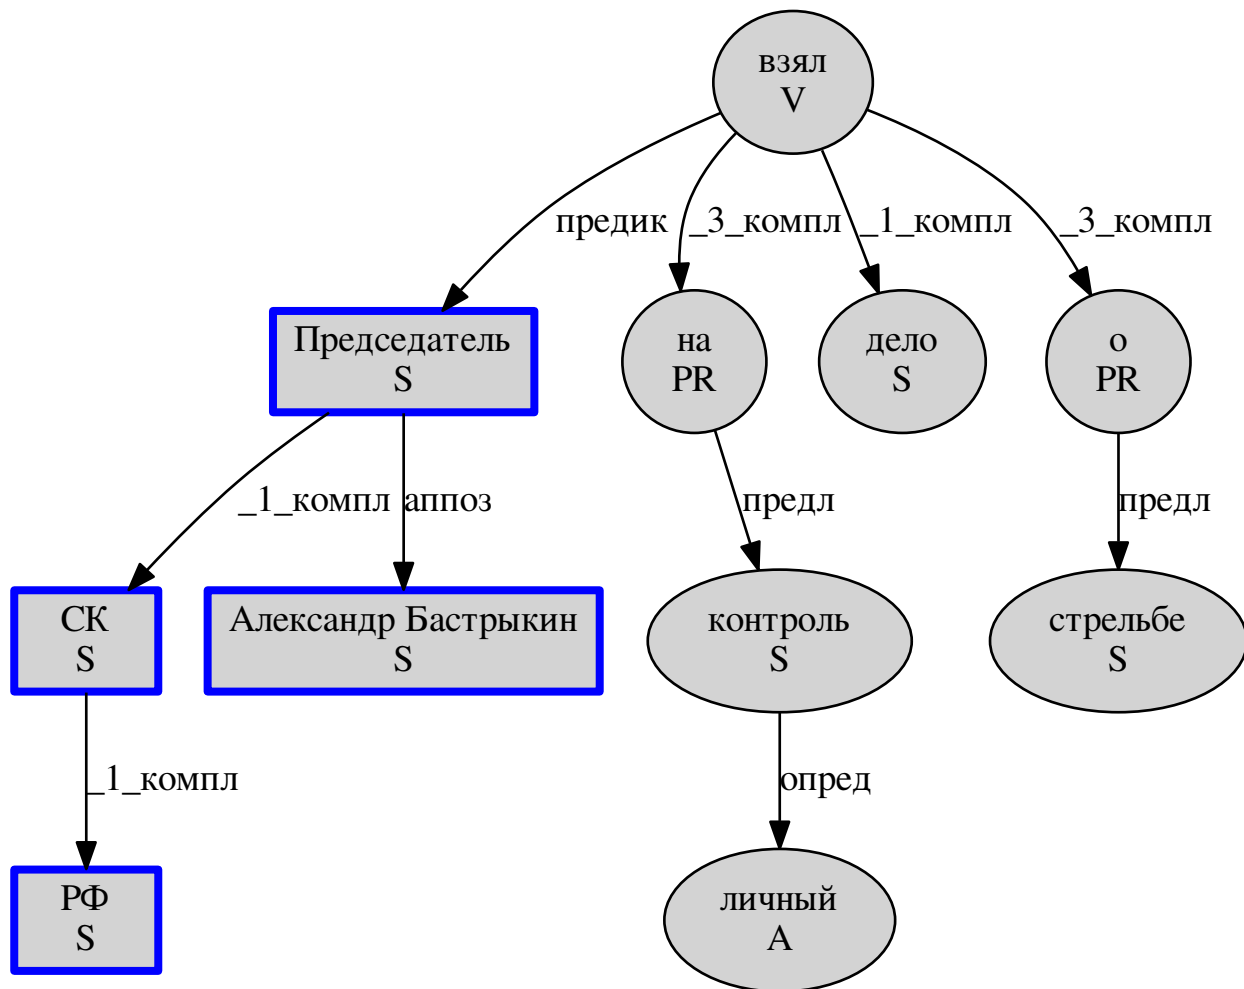 взял
V
предик
_3_компл
_1_компл
_3_компл
Председатель
S
на
PR
дело
S
о
PR
_1_компл
аппоз
предл
предл
СК
S
Александр Бастрыкин
S
контроль
S
стрельбе
S
_1_компл
опред
РФ
S
личный
A